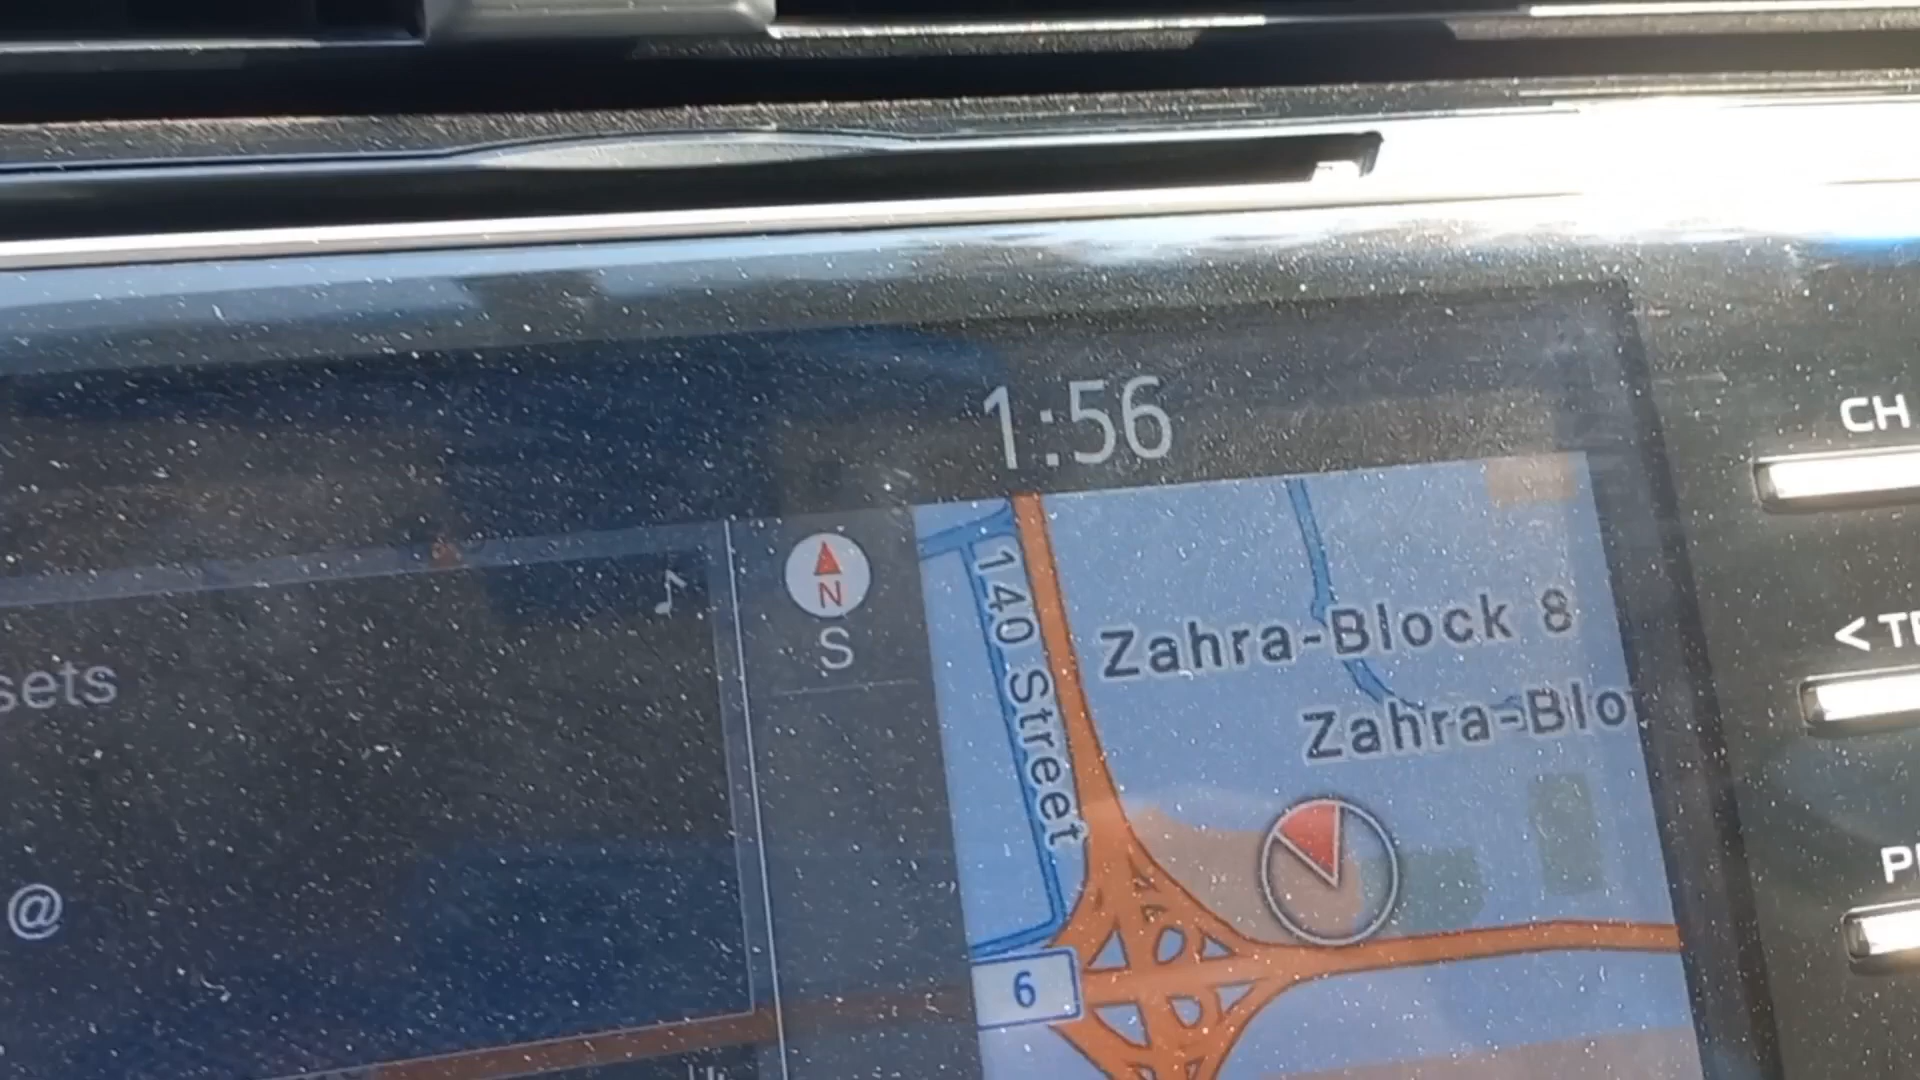 1:56
CH
N
S
140 Street
Zahra-Block 8
sets
Zahra-Blo
@
6